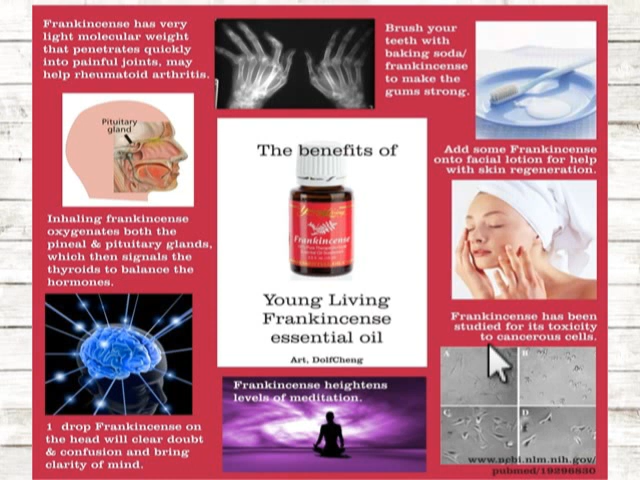 Frankincense has very
light molecular weight
that penetrates quickly
into painful joints, may
help rheumatoid arthritis.
Brush your
teeth with
baking soda/
frankincense
to make the
gums strong.
Pituitary
gland
The benefits of
Frankincense
Young Living
Frankincense
essential oil
Art, DolfCheng
Add some Frankincense
onto facial lotion for help
with skin regeneration.
Inhaling frankincense
oxygenates both the
pineal & pituitary glands,
which then signals the
thyroids to balance the
hormones.
Frankincense has been
studied for its toxicity
to cancerous cells.
A
B
C
D
www.ncbi.nlm.nih.gov/
pubmed/19296830
1 drop Frankincense on
the head will clear doubt
& confusion and bring
clarity of mind.
Frankincense heightens
levels of meditation.